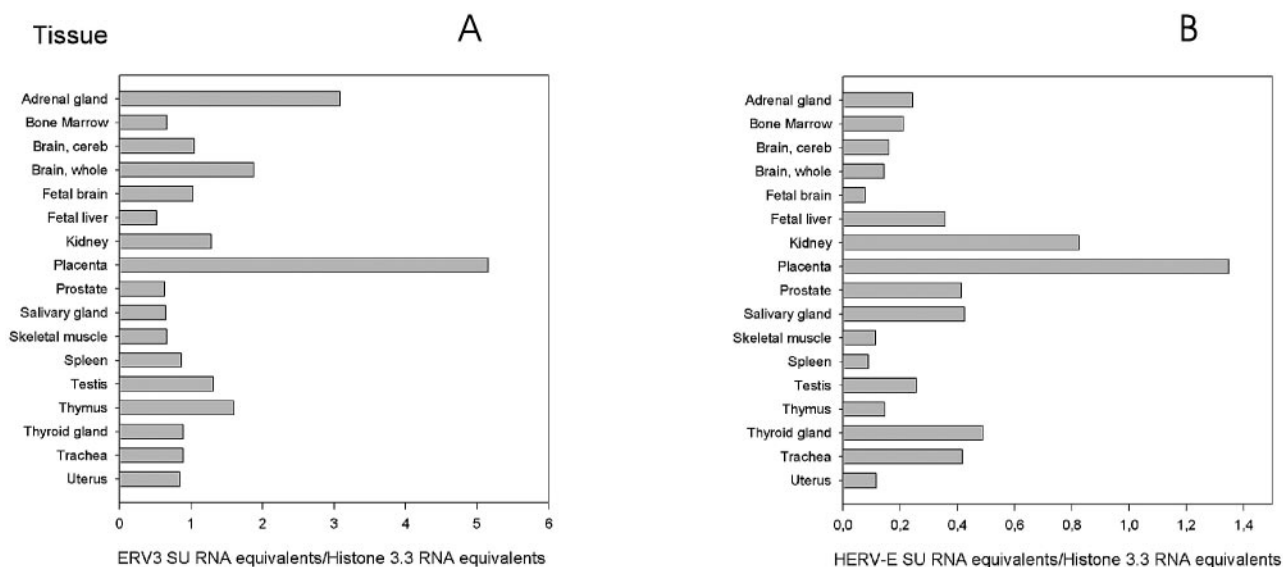 Tissue
A
Adrenal gland
Bone Marrow
Brain, cereb
Brain, whole
Fetal brain
Fetal liver
Kidney
Placenta
Prostate
Salivary gland
Skeletal muscle
Spleen
Testis
Thymus
Thyroid gland
Trachea
Uterus
0 1 2 3 4 5 6
ERV3 SU RNA equivalents/Histone 3.3 RNA equivalents
B
Adrenal gland
Bone Marrow
Brain, cereb
Brain, whole
Fetal brain
Fetal liver
Kidney
Placenta
Prostate
Salivary gland
Skeletal muscle
Spleen
Testis
Thymus
Thyroid gland
Trachea
Uterus
0,0 0,2 0,4 0,6 0,8 1,0 1,2 1,4
HERV-E SU RNA equivalents/Histone 3.3 RNA equivalents